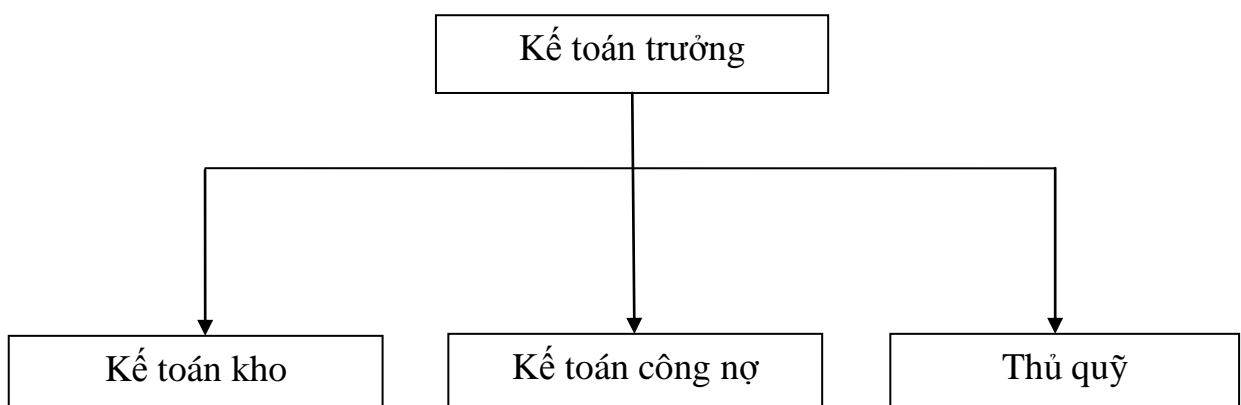 Kế toán trưởng
Kế toán kho
Kế toán công nợ
Thủ quỹ